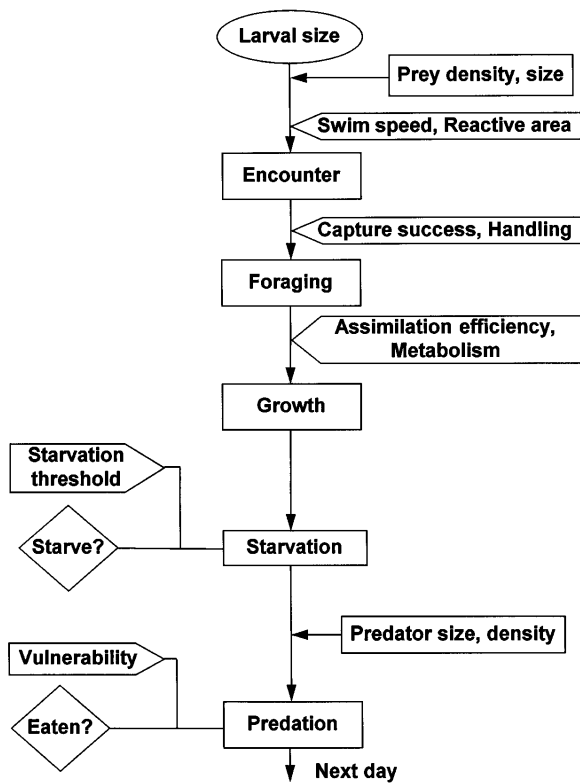 Larval size
Prey density, size
Swim speed, Reactive area
Encounter
Capture success, Handling
Foraging
Assimilation efficiency,
Metabolism
Growth
Starvation
threshold
Starve?
Starvation
Predator size, density
Vulnerability
Eaten?
Predation
Next day